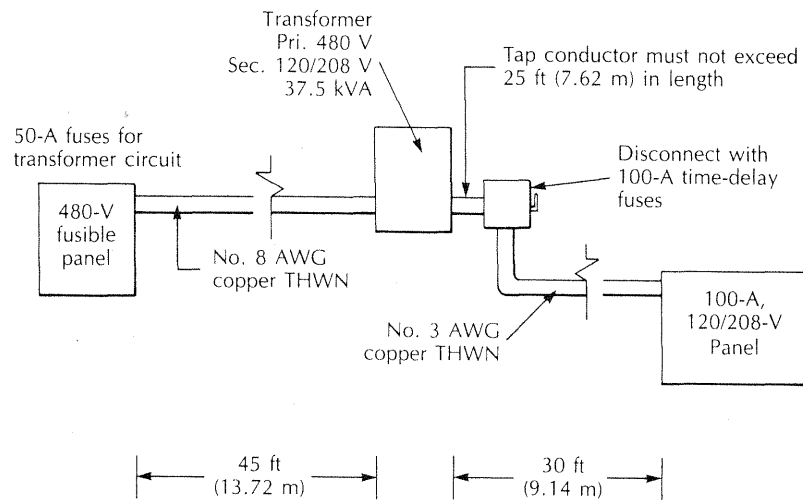 Transformer
Pri. 480 V
Sec. 120/208 V
37.5 kVA
Tap conductor must not exceed
25 ft (7.62 m) in length
50-A fuses for
transformer circuit
Disconnect with
100-A time-delay
fuses
480-V
fusible
panel
No. 8 AWG
copper THWN
No. 3 AWG
copper THWN
100-A,
120/208-V
Panel
45 ft
(13.72 m)
30 ft
(9.14 m)